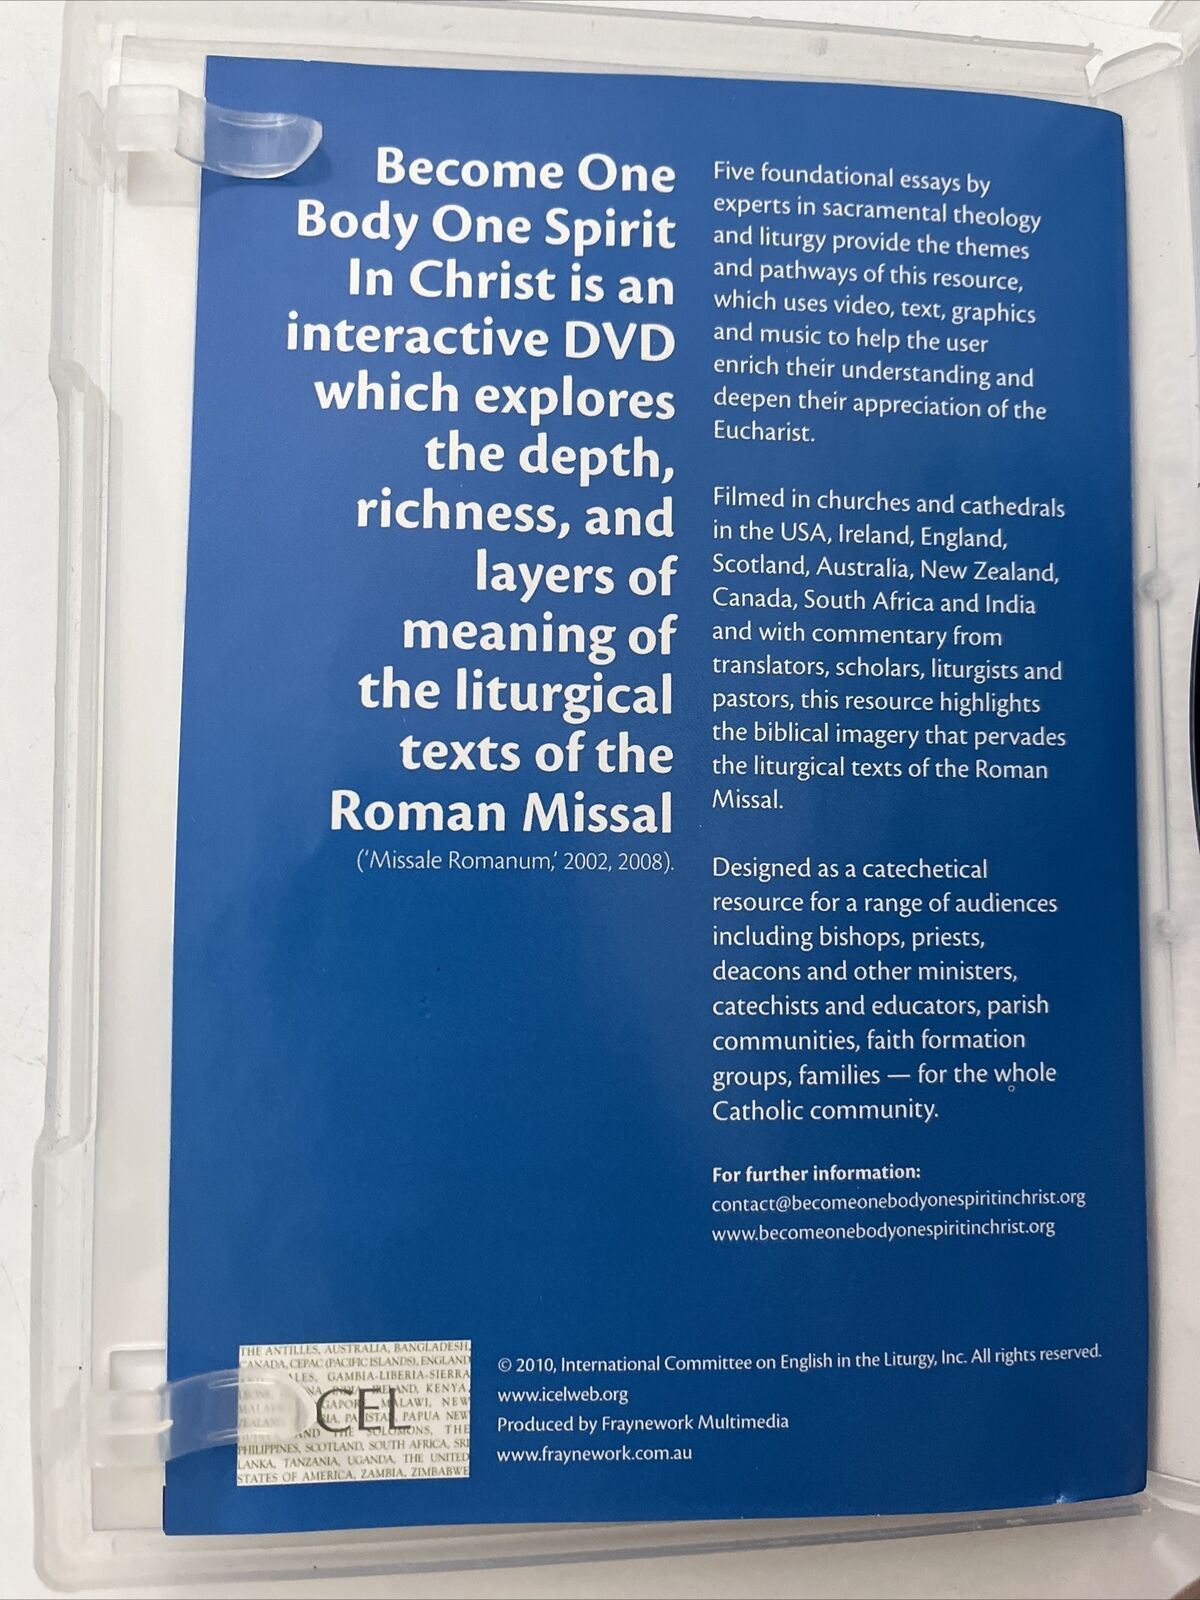 Become One
Body One Spirit
In Christ is an
interactive DVD
which explores
the depth,
richness, and
layers of
meaning of
the liturgical
texts of the
Roman Missal
(‘Missale Romanum,’ 2002, 2008).
Five foundational essays by
experts in sacramental theology
and liturgy provide the themes
and pathways of this resource,
which uses video, text, graphics
and music to help the user
enrich their understanding and
deepen their appreciation of the
Eucharist.
Filmed in churches and cathedrals
in the USA, Ireland, England,
Scotland, Australia, New Zealand,
Canada, South Africa and India
and with commentary from
translators, scholars, liturgists and
pastors, this resource highlights
the biblical imagery that pervades
the liturgical texts of the Roman
Missal.
Designed as a catechetical
resource for a range of audiences
including bishops, priests,
deacons and other ministers,
catechists and educators, parish
communities, faith formation
groups, families — for the whole
Catholic community.
For further information:
contact@becomeonebodyonespiritinchrist.org
www.becomeonebodyonespiritinchrist.org
THE ANTILLES, AUSTRALIA, BANGLADESH,
CANADA, CEPAC (PACIFIC ISLANDS), ENGLAND
GAMBIA-LIBERIA-SIERRA
KENYA,
MALAWI, NEW
PAPUA NEW
AND THE SOLOMONS, THE
PHILIPPINES, SCOTLAND, SOUTH AFRICA, SRI
LANKA, TANZANIA, UGANDA, THE UNITED
STATES OF AMERICA, ZAMBIA, ZIMBABWE
CEL
© 2010, International Committee on English in the Liturgy, Inc. All rights reserved.
www.icelweb.org
Produced by Fraynework Multimedia
www.fraynework.com.au